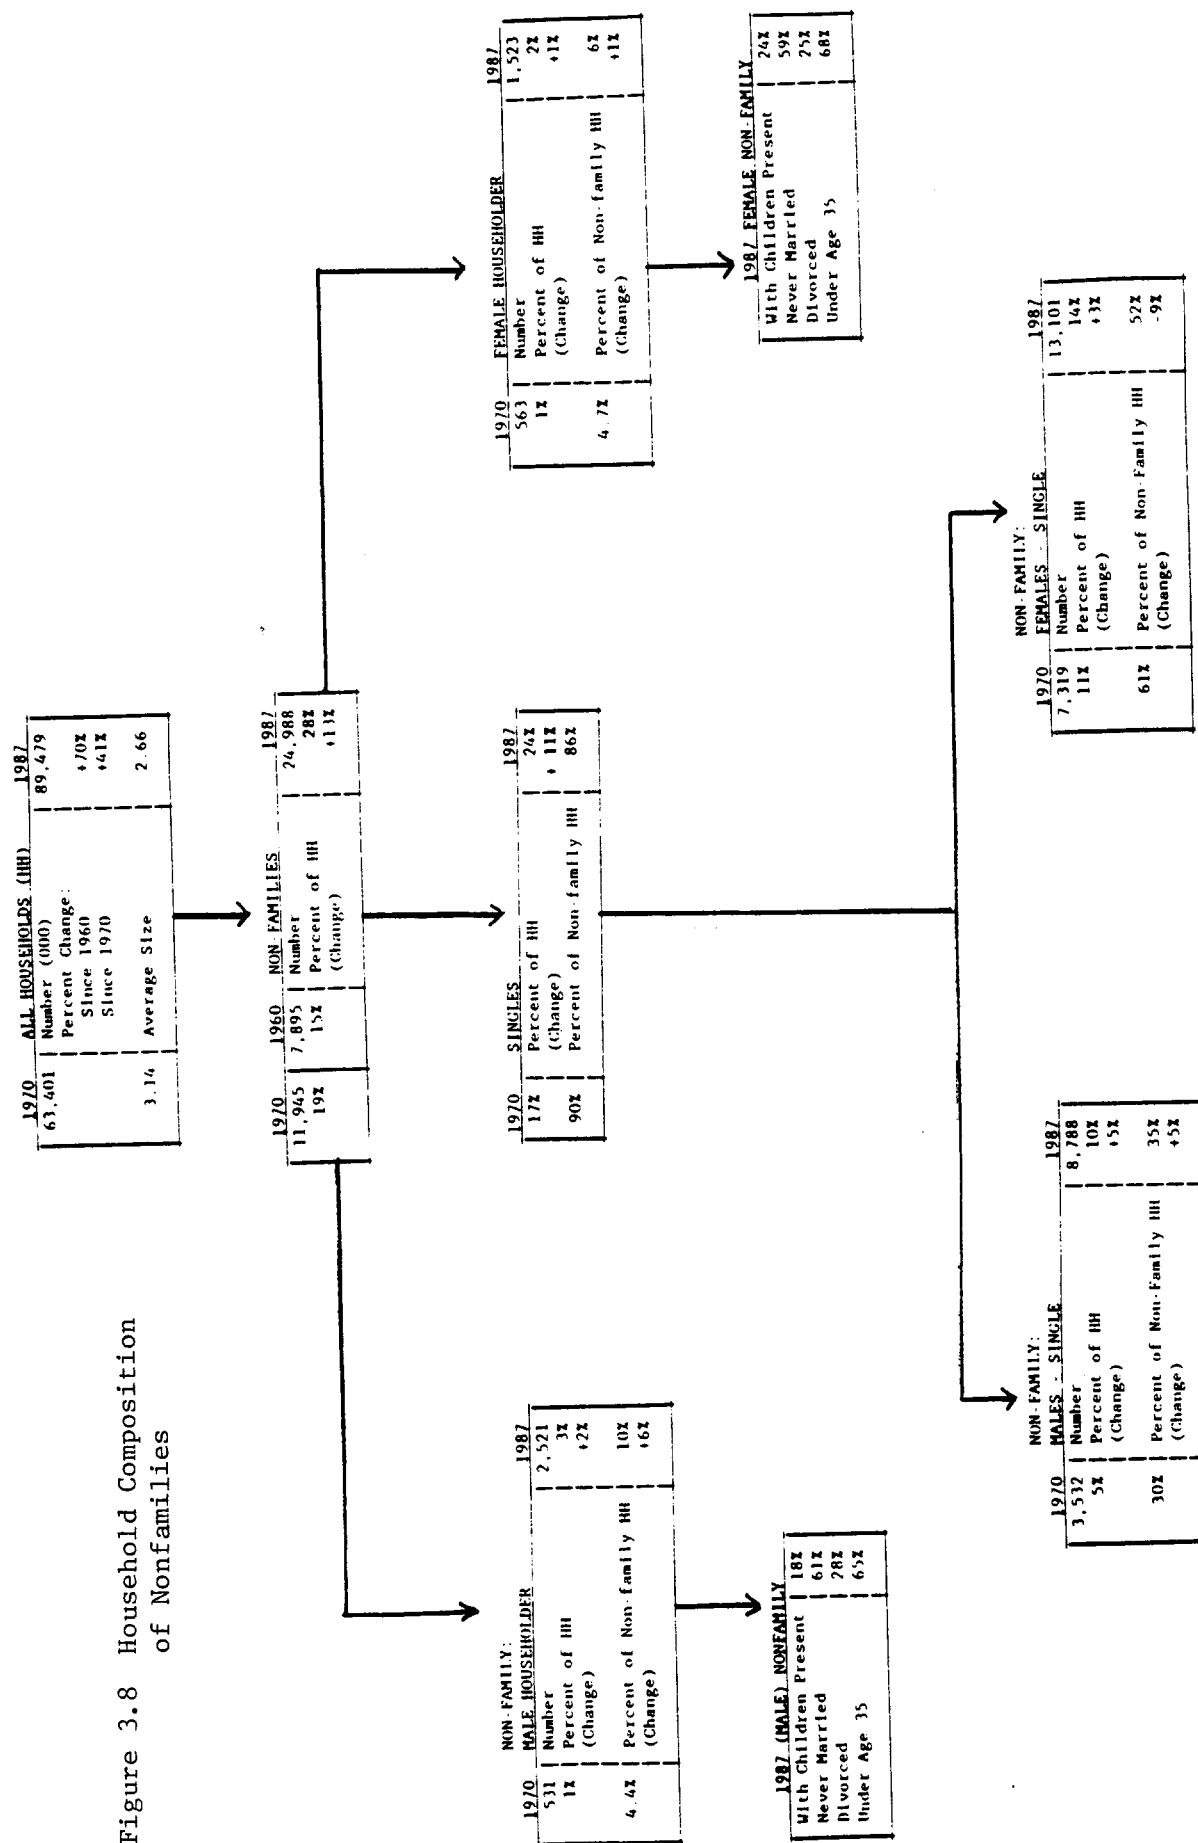 Figure 3.8 Household Composition
of Nonfamilies
1970 ALL HOUSEHOLDS (HH) 1987
63,401 Number (000) 89,479
Percent Change:
Since 1960 +70%
Since 1970 +41%
3.14 Average Size 2.66
1970 1960 NON-FAMILIES 1987
11,945 7,895 Number 24,988
19% 15% Percent of HH 28%
(Change) +13%
NON-FAMILY:
1970 MALE HOUSEHOLDER 1987
531 Number 2,521
1% Percent of HH 3%
(Change) +2%
4.4% Percent of Non-family HH 10%
(Change) +6%
1970 SINGLES 1987
17% Percent of HH 24%
(Change) + 11%
90% Percent of Non-family HH 86%
1970 FEMALE HOUSEHOLDER 1987
563 Number 1,523
1% Percent of HH 2%
(Change) +1%
4.7% Percent of Non-family HH 6%
(Change) +1%
1987 (MALE) NONFAMILY
With Children Present 18%
Never Married 61%
Divorced 28%
Under Age 35 65%
1987 FEMALE NON-FAMILY
With Children Present 24%
Never Married 59%
Divorced 25%
Under Age 35 68%
NON-FAMILY:
1970 MALES - SINGLE 1987
3,532 Number 8,788
5% Percent of HH 10%
(Change) +5%
30% Percent of Non-Family HH 35%
(Change) +5%
NON-FAMILY:
1970 FEMALES - SINGLE 1987
7,319 Number 13,101
11% Percent of HH 14%
(Change) +3%
61% Percent of Non-Family HH 52%
(Change) -9%